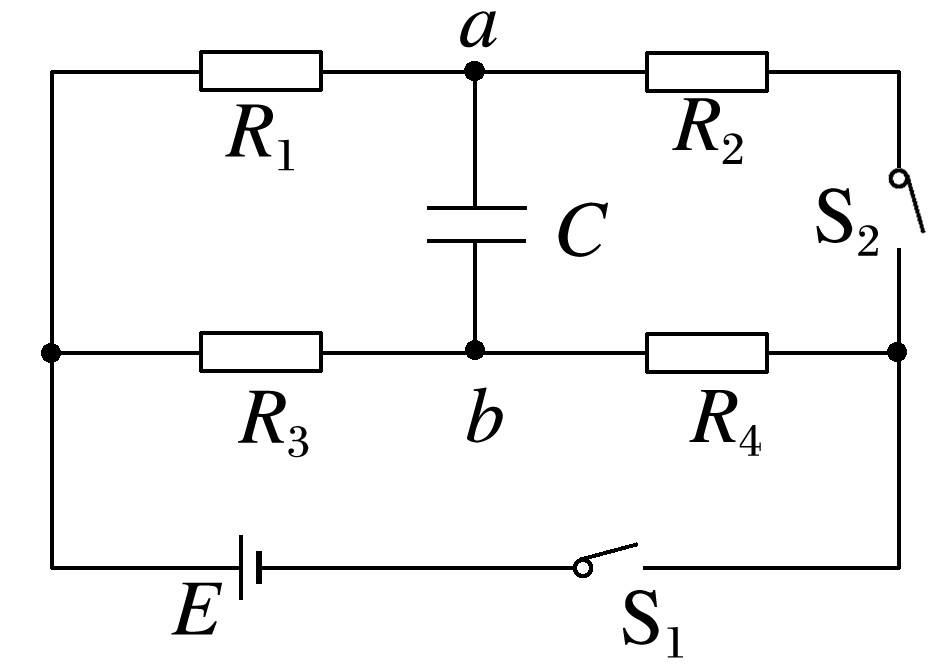 a
R₁ R₂
C S₂
R₃ b R₄
E S₁